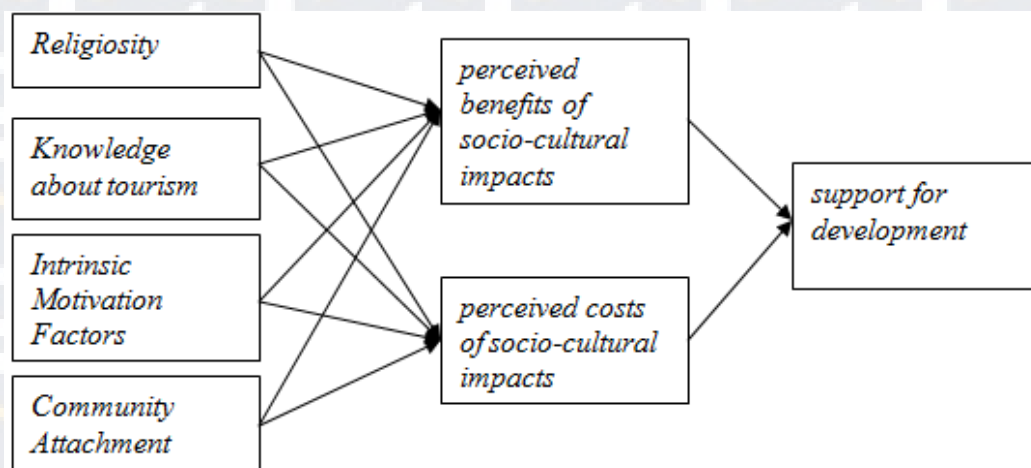 Religiosity
Knowledge
about tourism
Intrinsic
Motivation
Factors
Community
Attachment
perceived
benefits of
socio-cultural
impacts
perceived costs
of socio-cultural
impacts
support for
development